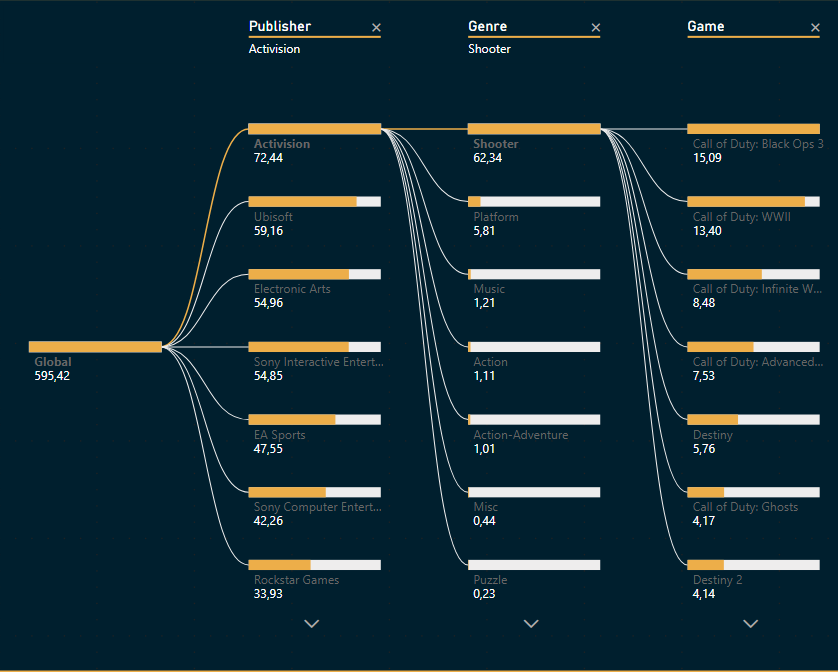 Publisher
Activision
Genre
Shooter
Game
Global
595,42
Activision
72,44
Ubisoft
59,16
Electronic Arts
54,96
Sony Interactive Entert...
54,85
EA Sports
47,55
Sony Computer Entert...
42,26
Rockstar Games
33,93
Shooter
62,34
Platform
5,81
Music
1,21
Action
1,11
Action-Adventure
1,01
Misc
0,44
Puzzle
0,23
Call of Duty: Black Ops 3
15,09
Call of Duty: WWII
13,40
Call of Duty: Infinite W...
8,48
Call of Duty: Advanced...
7,53
Destiny
5,76
Call of Duty: Ghosts
4,17
Destiny 2
4,14